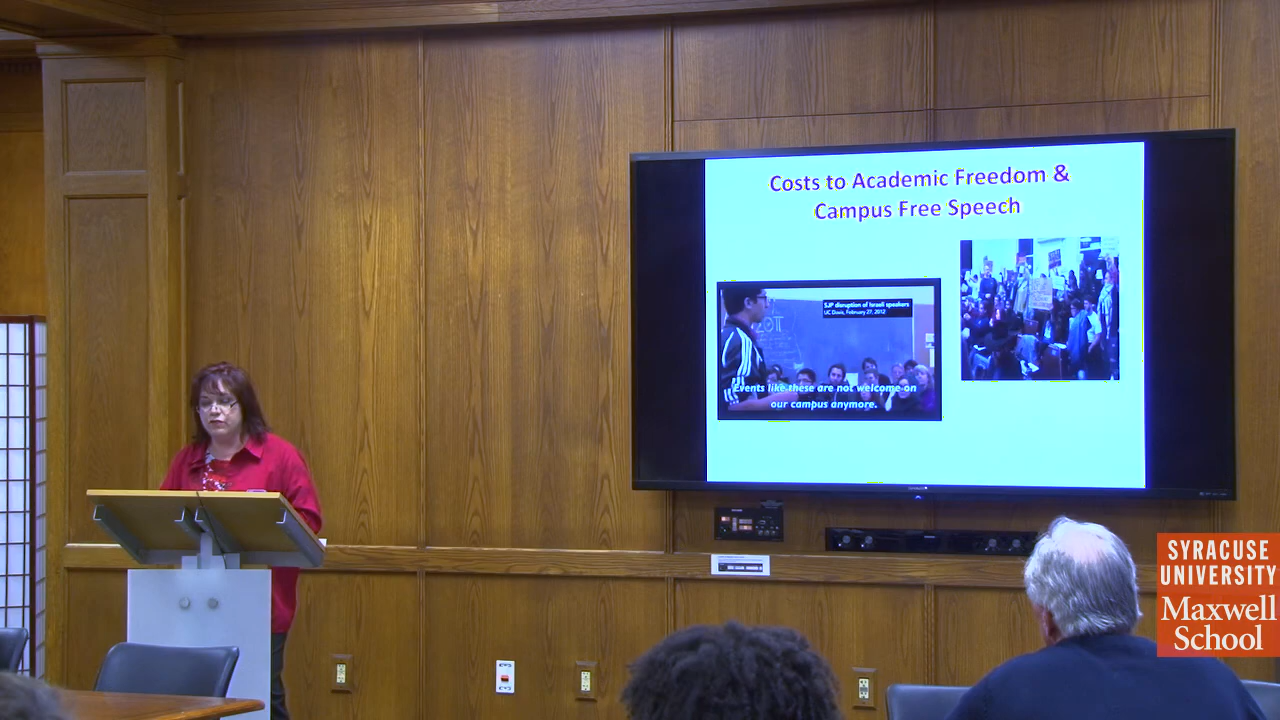 Costs to Academic Freedom &
Campus Free Speech
SJP disruption of Israeli speakers
UC Davis, February 27, 2012
Events like these are not welcome on
our campus anymore.
SYRACUSE
UNIVERSITY
Maxwell
School